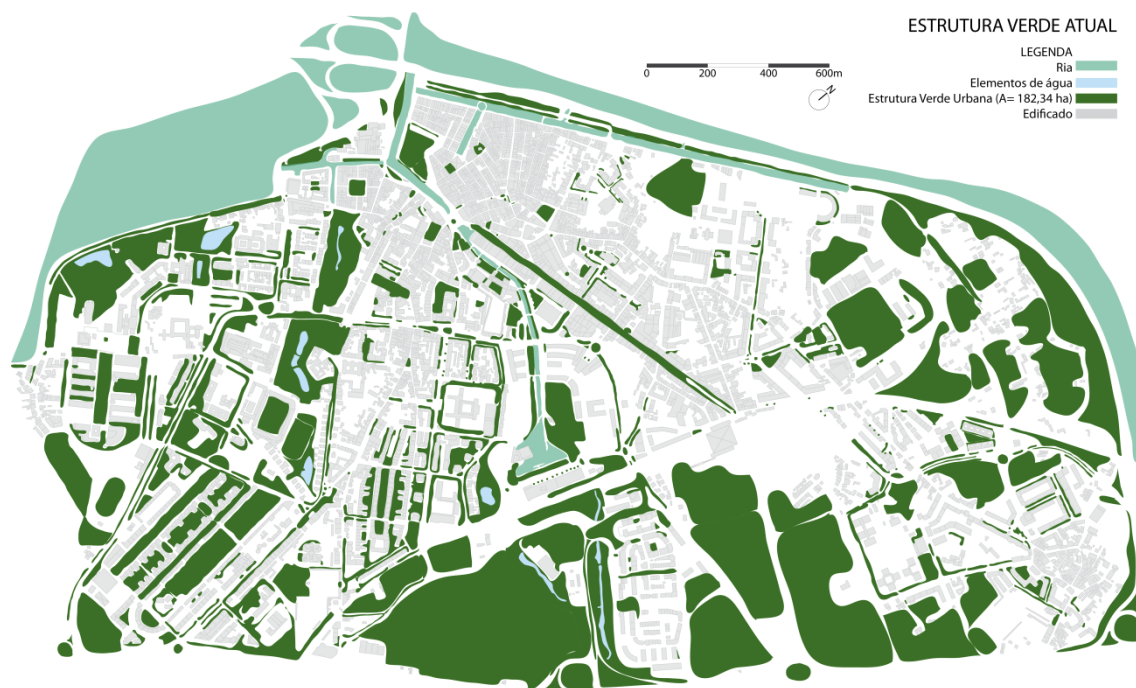 ESTRUTURA VERDE ATUAL
LEGENDA
Ria
Elementos de água
Estrutura Verde Urbana (A= 182,34 ha)
Edificado
0 200 400 600m
N